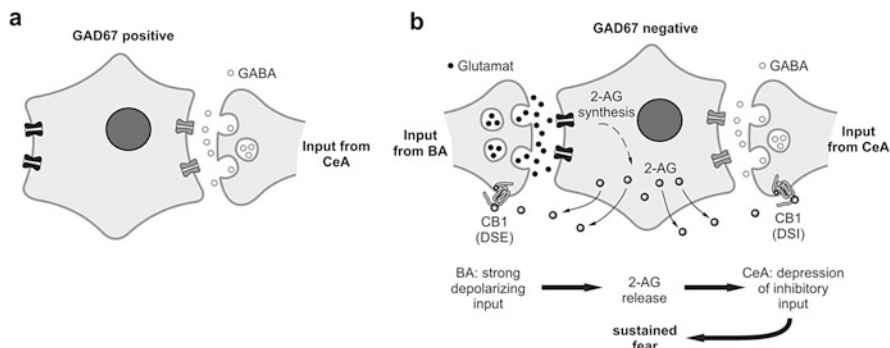 a
GAD67 positive
GABA
Input from
CeA
b
GAD67 negative
Glutamat
GABA
2-AG
synthesis
Input
from BA
Input
from CeA
2-AG
CB1
(DSE)
CB1
(DSI)
BA: strong
depolarizing
input
2-AG
release
CeA: depression
of inhibitory
input
sustained
fear